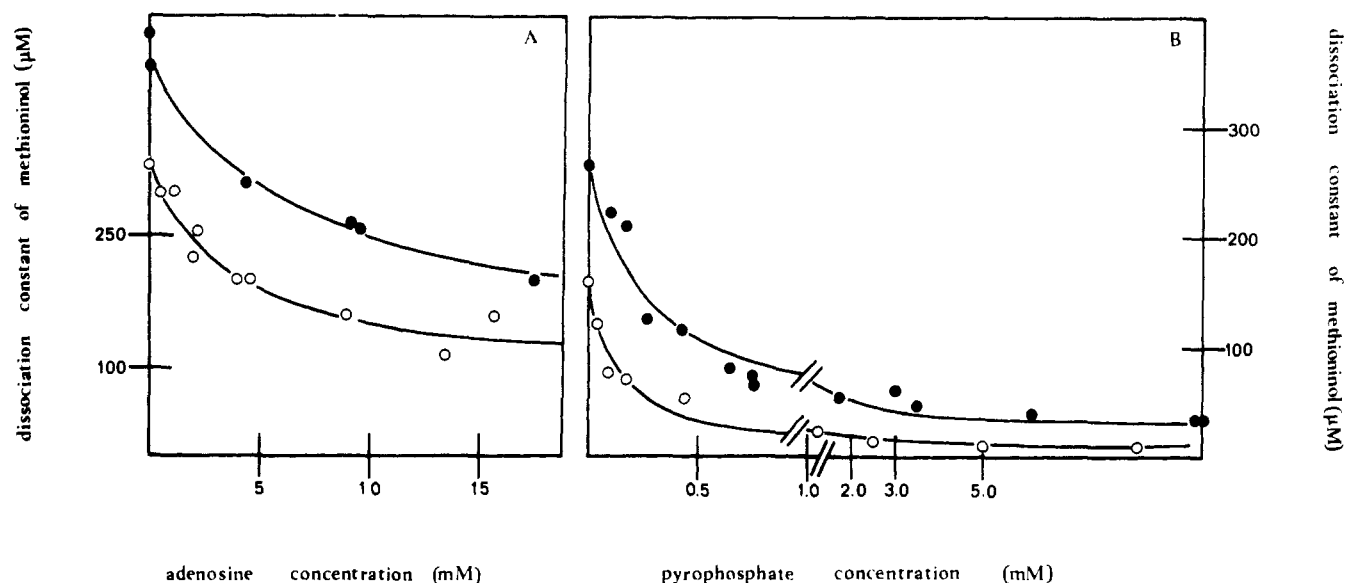 A
B
dissociation constant of methioninol (μM)
250
100
5
10
15
adenosine concentration (mM)
300
200
100
0.5
1.0
2.0
3.0
5.0
pyrophosphate concentration (mM)
dissociation constant of methioninol (μM)